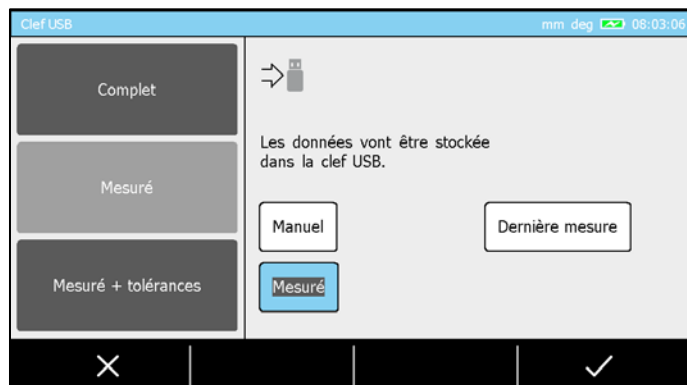 Clef USB
mm deg 08:03:06
Complet
Mesuré
Mesuré + tolérances
Les données vont être stockée
dans la clef USB.
Manuel
Dernière mesure
Mesuré